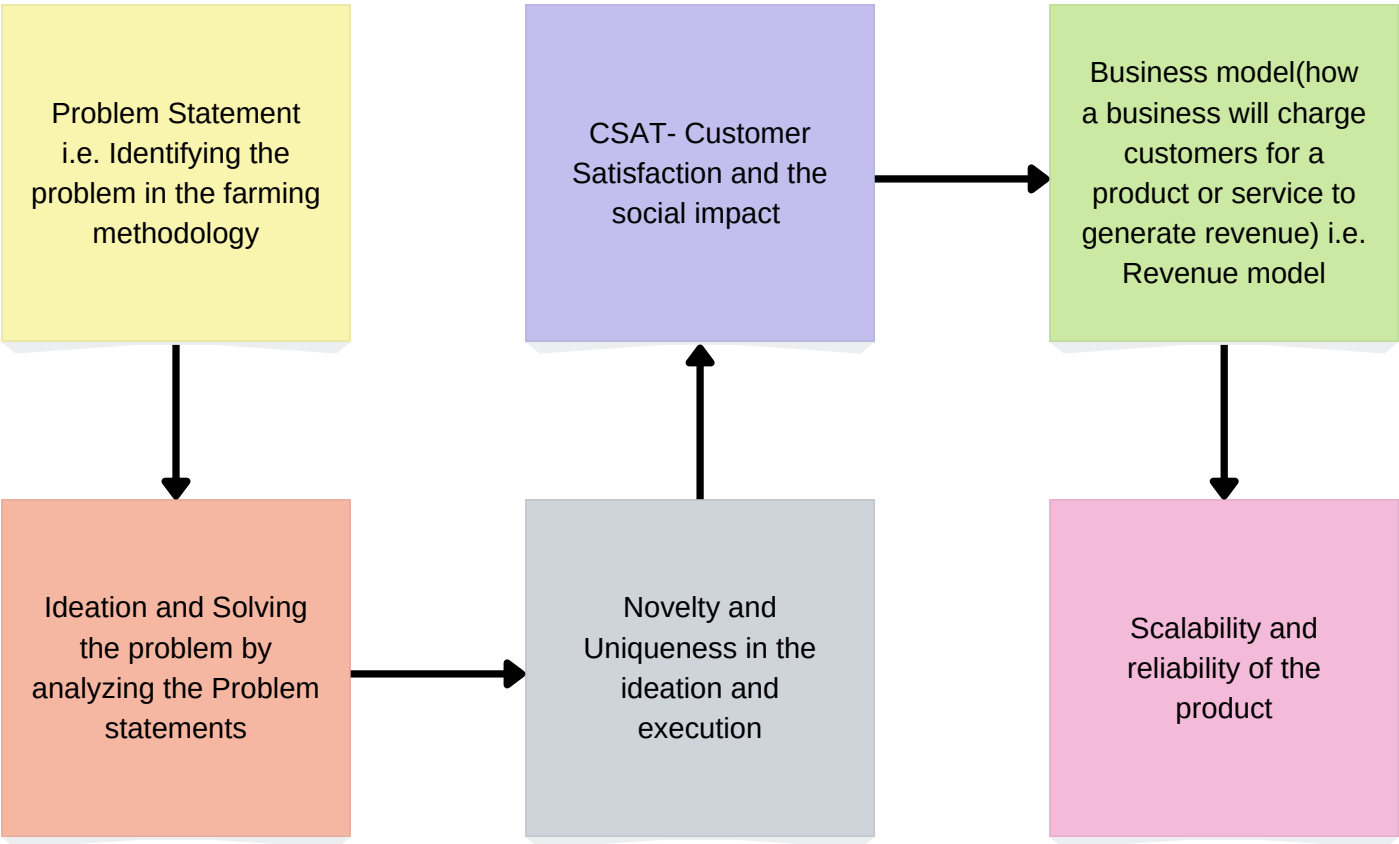 Problem Statement
i.e. Identifying the
problem in the farming
methodology
Ideation and Solving
the problem by
analyzing the Problem
statements
Novelty and
Uniqueness in the
ideation and
execution
CSAT- Customer
Satisfaction and the
social impact
Business model(how
a business will charge
customers for a
product or service to
generate revenue) i.e.
Revenue model
Scalability and
reliability of the
product